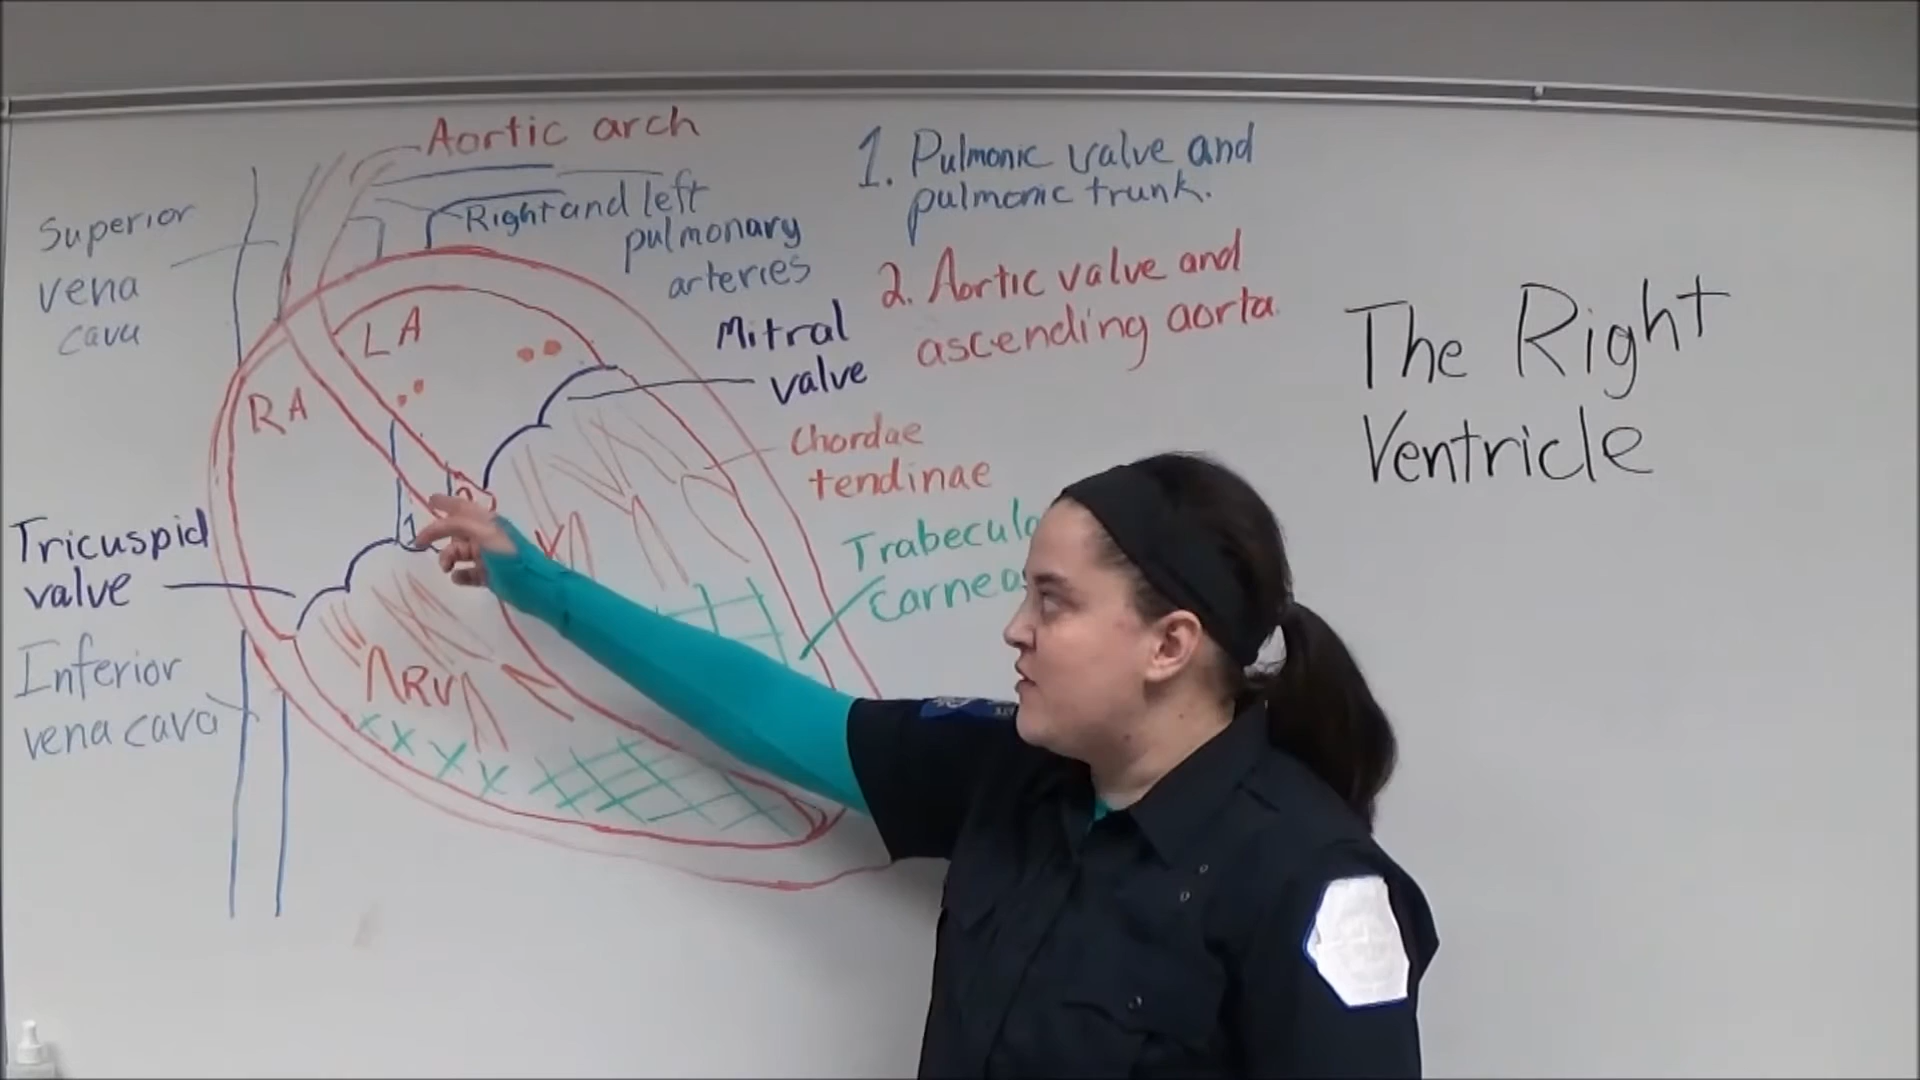 Aortic arch
Right and left
pulmonary
arteries
Superior
vena
cava
LA
RA
Mitral
valve
Chordae
tendinae
Trabecula
Carnea
Tricuspid
valve
Inferior
vena cava
1
2
V
RV
1. Pulmonic valve and
pulmonic trunk.
2. Aortic valve and
ascending aorta
The Right
Ventricle